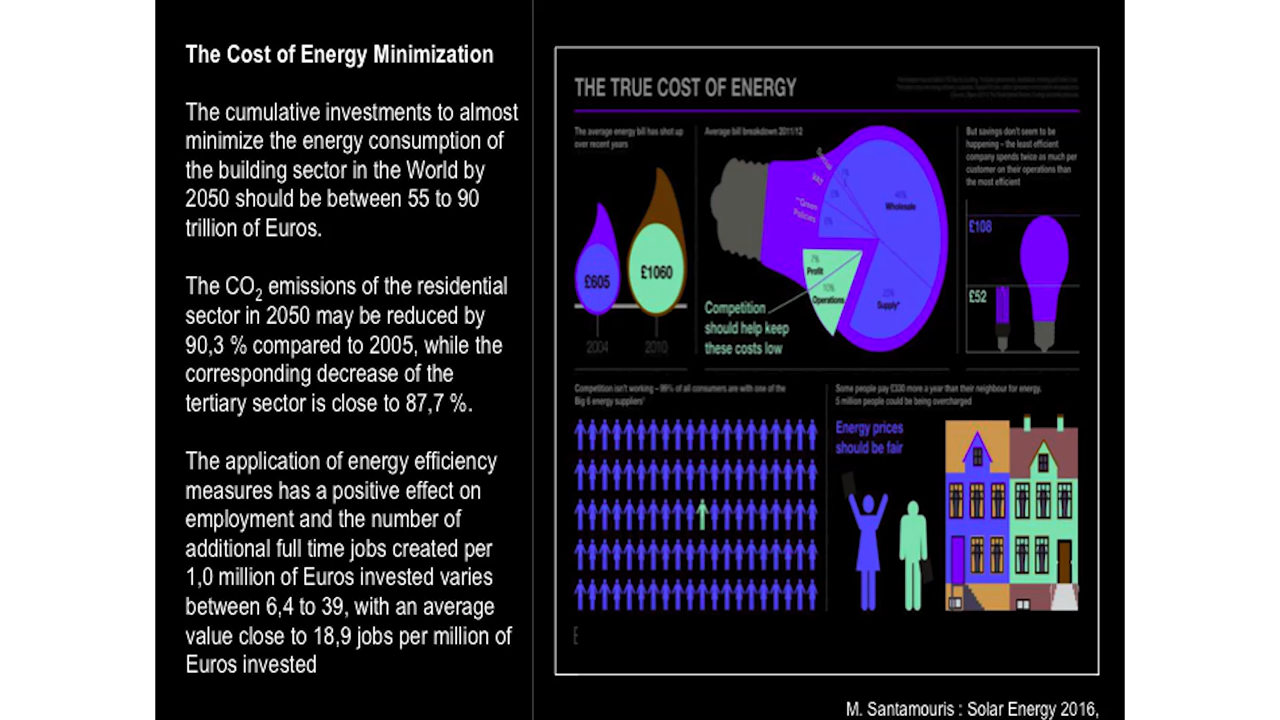 The Cost of Energy Minimization
The cumulative investments to almost
minimize the energy consumption of
the building sector in the World by
2050 should be between 55 to 90
trillion of Euros.
The CO2 emissions of the residential
sector in 2050 may be reduced by
90,3 % compared to 2005, while the
corresponding decrease of the
tertiary sector is close to 87,7 %.
The application of energy efficiency
measures has a positive effect on
employment and the number of
additional full time jobs created per
1,0 million of Euros invested varies
between 6,4 to 39, with an average
value close to 18,9 jobs per million of
Euros invested
THE TRUE COST OF ENERGY
The average energy bill has shot up
over recent years
£605
£1060
2004
2010
Average bill breakdown 2011/12
VAT
"Green
Policies
Wholesale
7%
Profit
10%
Operations
Supply*
Competition
should help keep
these costs low
But savings don't seem to be
happening – the least efficient
company spends twice as much per
customer on their operations than
the most efficient
£108
£52
Competition isn't working – 99% of all consumers are with one of the
Big 6 energy suppliers'
Some people pay £330 more a year than their neighbour for energy.
5 million people could be being overcharged
Energy prices
should be fair
E
M. Santamouris : Solar Energy 2016,